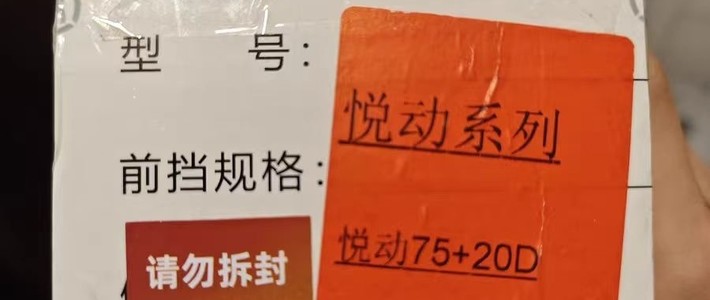 型 号：
悦动系列
前挡规格：
悦动75+20D
请勿拆封